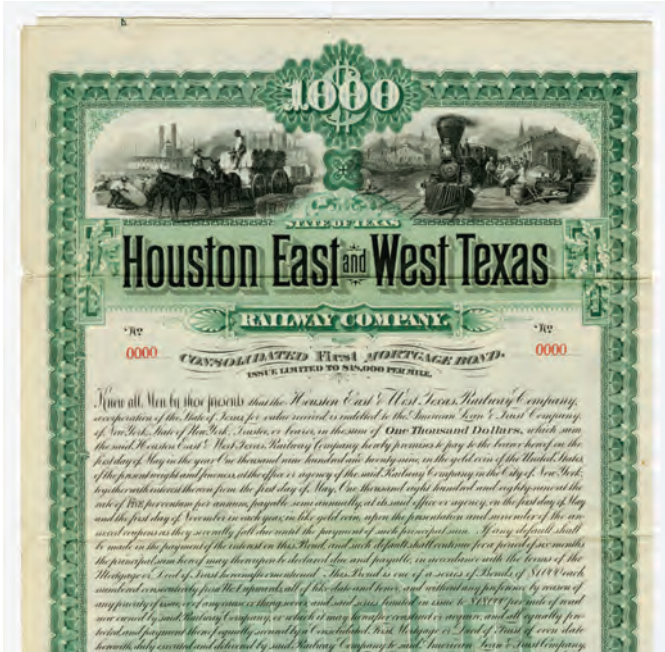 1000
STATE OF TEXAS
Houston East and West Texas
RAILWAY COMPANY.
No No
0000 0000
CONSOLIDATED First MORTGAGE BOND.
ISSUE LIMITED TO $18,000 PER MILE.
Know all Men by these presents that the Houston East & West Texas Railway Company,
a corporation of the State of Texas for value received is indebted to the American Loan & Trust Company,
of New York, State of New York, Trustee, or bearer, in the sum of One Thousand Dollars, which sum
the said Houston East & West Texas Railway Company hereby promises to pay to the bearer hereof on the
first day of May in the year One thousand nine hundred and twenty nine, in the gold coin of the United States,
of the present weight and fineness, at the office or agency of the said Railway Company in the City of New York,
together with interest thereon from the first day of May, One thousand eight hundred and eighty nine at the
rate of FIVE per centum per annum, payable semi annually, at its said office or agency, on the first day of May
and the first day of November in each year, in like gold coin, upon the presentation and surrender of the an-
nexed coupons as they severally fall due until the payment of such principal sum. If any default shall
be made in the payment of the interest on this Bond, and such default shall continue for a period of six months
the principal sum hereof may thereupon be declared due and payable, in accordance with the terms of the
Mortgage or Deed of Trust hereinafter mentioned. This Bond is one of a series of Bonds of $1000 each
numbered consecutively from No 1 upwards, all of like date and tenor, and without any preference by reason of
any priority of issue, or of any cause or thing soever, and said series limited in issue to $18000 per mile of road
now owned by said Railway Company, or which it may hereafter construct or acquire, and all equally pro-
tected, and payment thereof equally secured by a Consolidated First Mortgage or Deed of Trust of even date
herewith, duly executed and delivered by said Railway Company to said American Loan & Trust Company,